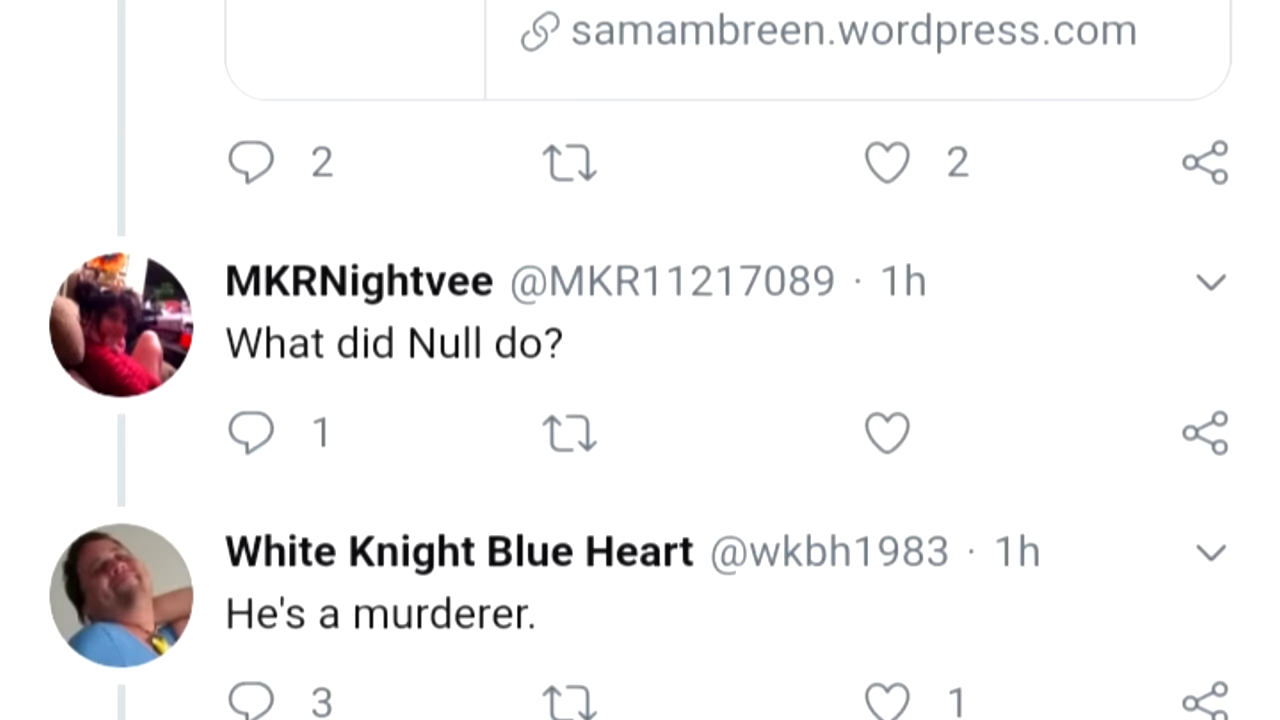 samambreen.wordpress.com
2 2
MKRNightvee @MKR11217089 · 1h
What did Null do?
1
White Knight Blue Heart @wkbh1983 · 1h
He's a murderer.
3 1